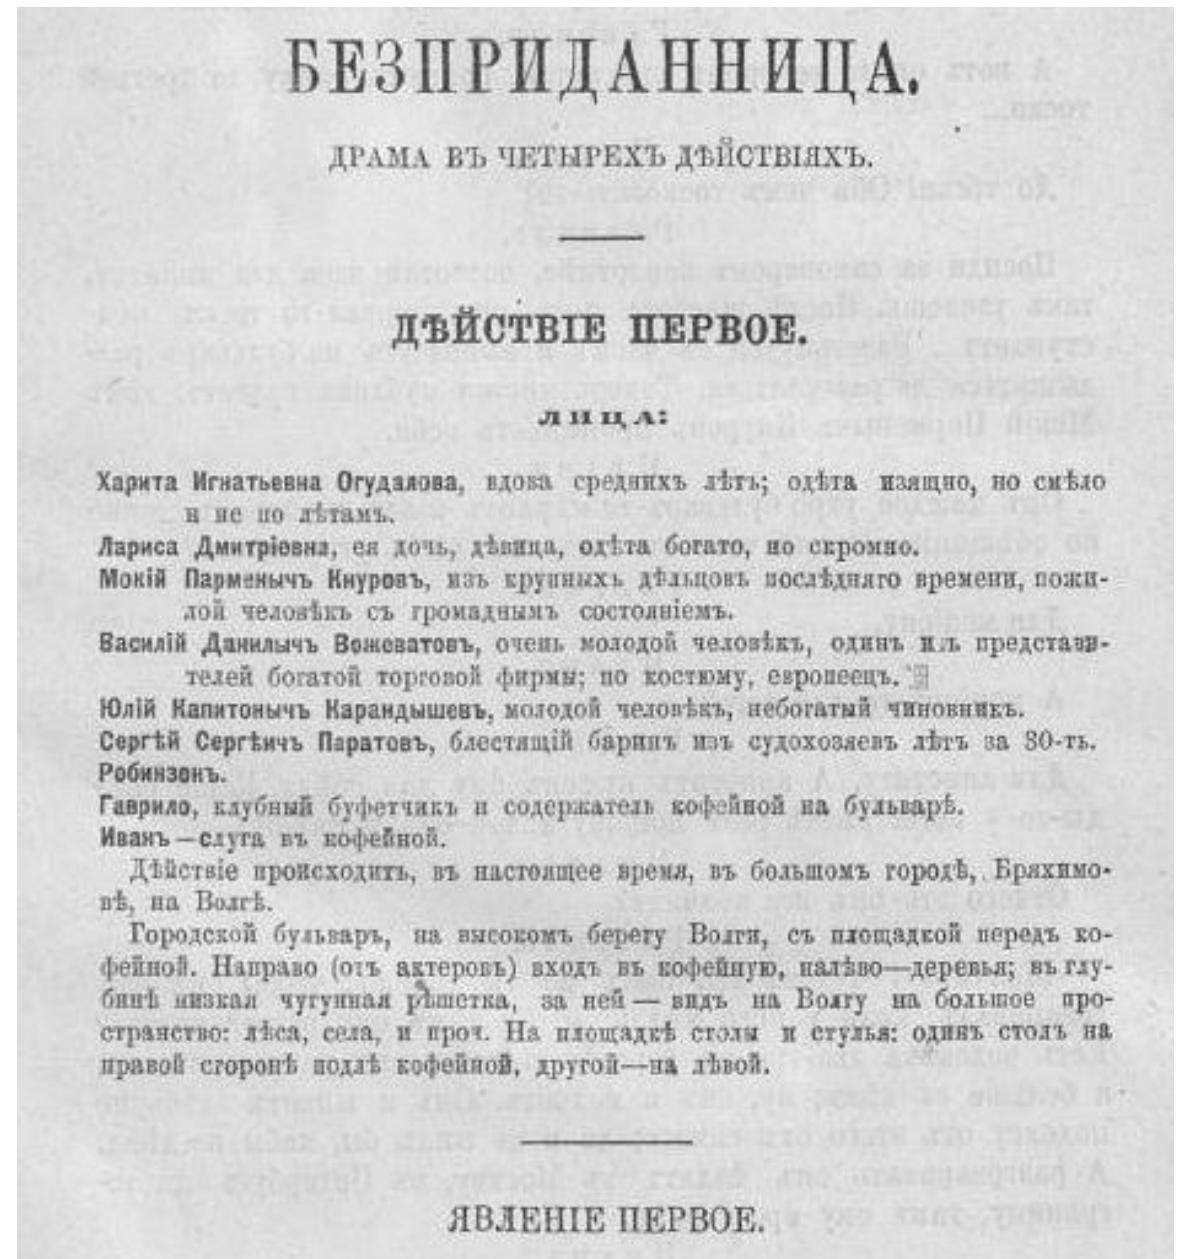 БЕЗПРИДАННИЦА.
ДРАМА ВЪ ЧЕТЫРЕХЪ ДѢЙСТВІЯХЪ.
ДѢЙСТВІЕ ПЕРВОЕ.
ЛИЦА:
Харита Игнатьевна Огудалова, вдова среднихъ лѣтъ; одѣта изящно, но смѣло
и не по лѣтамъ.
Лариса Дмитріовна, ея дочь, дѣвица, одѣта богато, но скромно.
Мокій Парменычъ Кнуровъ, изъ крупныхъ дѣльцовъ послѣдняго времени, пожи-
лой человѣкъ съ громаднымъ состояніемъ.
Василій Данилычъ Вожеватовъ, очень молодой человѣкъ, одинъ изъ представи-
телей богатой торговой фирмы; по костюму, европеецъ.
Юлій Капитонычъ Карандышевъ, молодой человѣкъ, небогатый чиновникъ.
Сергѣй Сергѣичъ Паратовъ, блестящій баринъ изъ судохозяевъ лѣтъ за 30-ть.
Робинзонъ.
Гаврило, клубный буфетчикъ и содержатель кофейной на бульварѣ.
Иванъ—слуга въ кофейной.
Дѣйствіе происходитъ, въ настоящее время, въ большомъ городѣ, Бряхимо-
вѣ, на Волгѣ.
Городской бульваръ, на высокомъ берегу Волги, съ площадкой передъ ко-
фейной. Направо (отъ актеровъ) входъ въ кофейную, налѣво—деревья; въ глу-
бинѣ низкая чугунная рѣшетка, за ней — видъ на Волгу на большое про-
странство: лѣса, села, и проч. На площадкѣ столы и стулья: одинъ столъ на
правой сторонѣ подлѣ кофейной, другой—на лѣвой.
ЯВЛЕНІЕ ПЕРВОЕ.